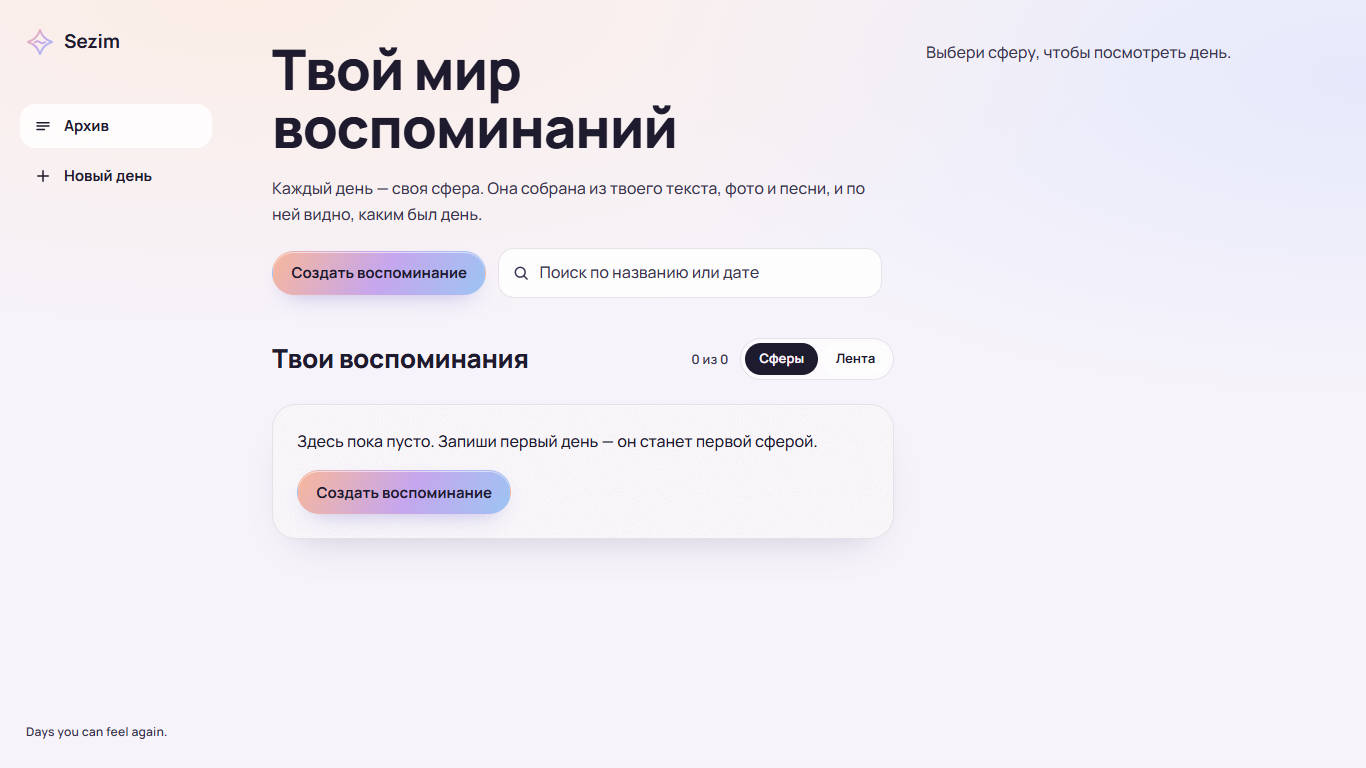 Sezim
Архив
Новый день
Days you can feel again.
Твой мир
воспоминаний
Каждый день — своя сфера. Она собрана из твоего текста, фото и песни, и по
ней видно, каким был день.
Создать воспоминание
Поиск по названию или дате
Твои воспоминания
0 из 0
Сферы
Лента
Здесь пока пусто. Запиши первый день — он станет первой сферой.
Создать воспоминание
Выбери сферу, чтобы посмотреть день.